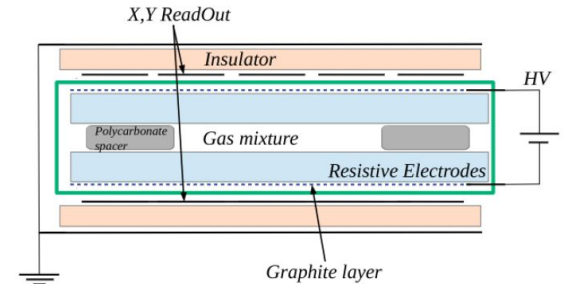 X,Y ReadOut
Insulator
HV
Polycarbonate
spacer
Gas mixture
Resistive Electrodes
Graphite layer